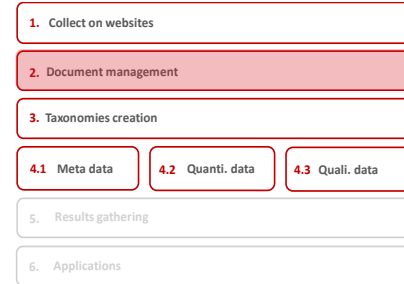 1. Collect on websites
2. Document management
3. Taxonomies creation
4.1 Meta data 4.2 Quanti. data 4.3 Quali. data
5. Results gathering
6. Applications